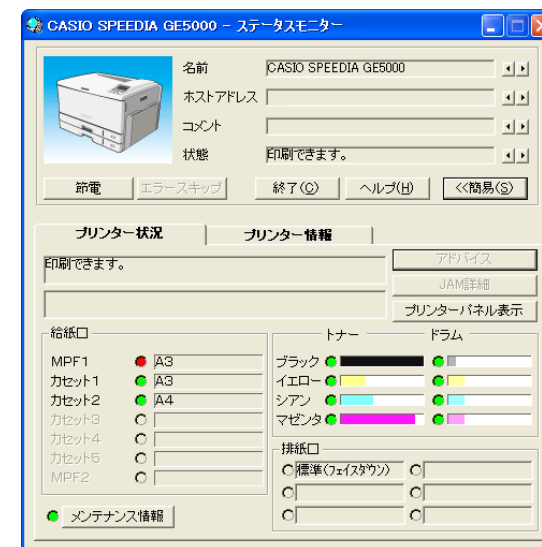 CASIO SPEEDIA GE5000 - ステータスモニター
名前 CASIO SPEEDIA GE5000
ホストアドレス
コメント
状態 印刷できます。
節電 エラースキップ 終了(C) ヘルプ(H) <<簡易(S)
プリンター状況 プリンター情報
印刷できます。
アドバイス
JAM詳細
プリンターパネル表示
給紙口
MPF1 A3
カセット1 A3
カセット2 A4
カセット3
カセット4
カセット5
MPF2
トナー ドラム
ブラック
イエロー
シアン
マゼンタ
排紙口
標準(フェイスダウン)
メンテナンス情報